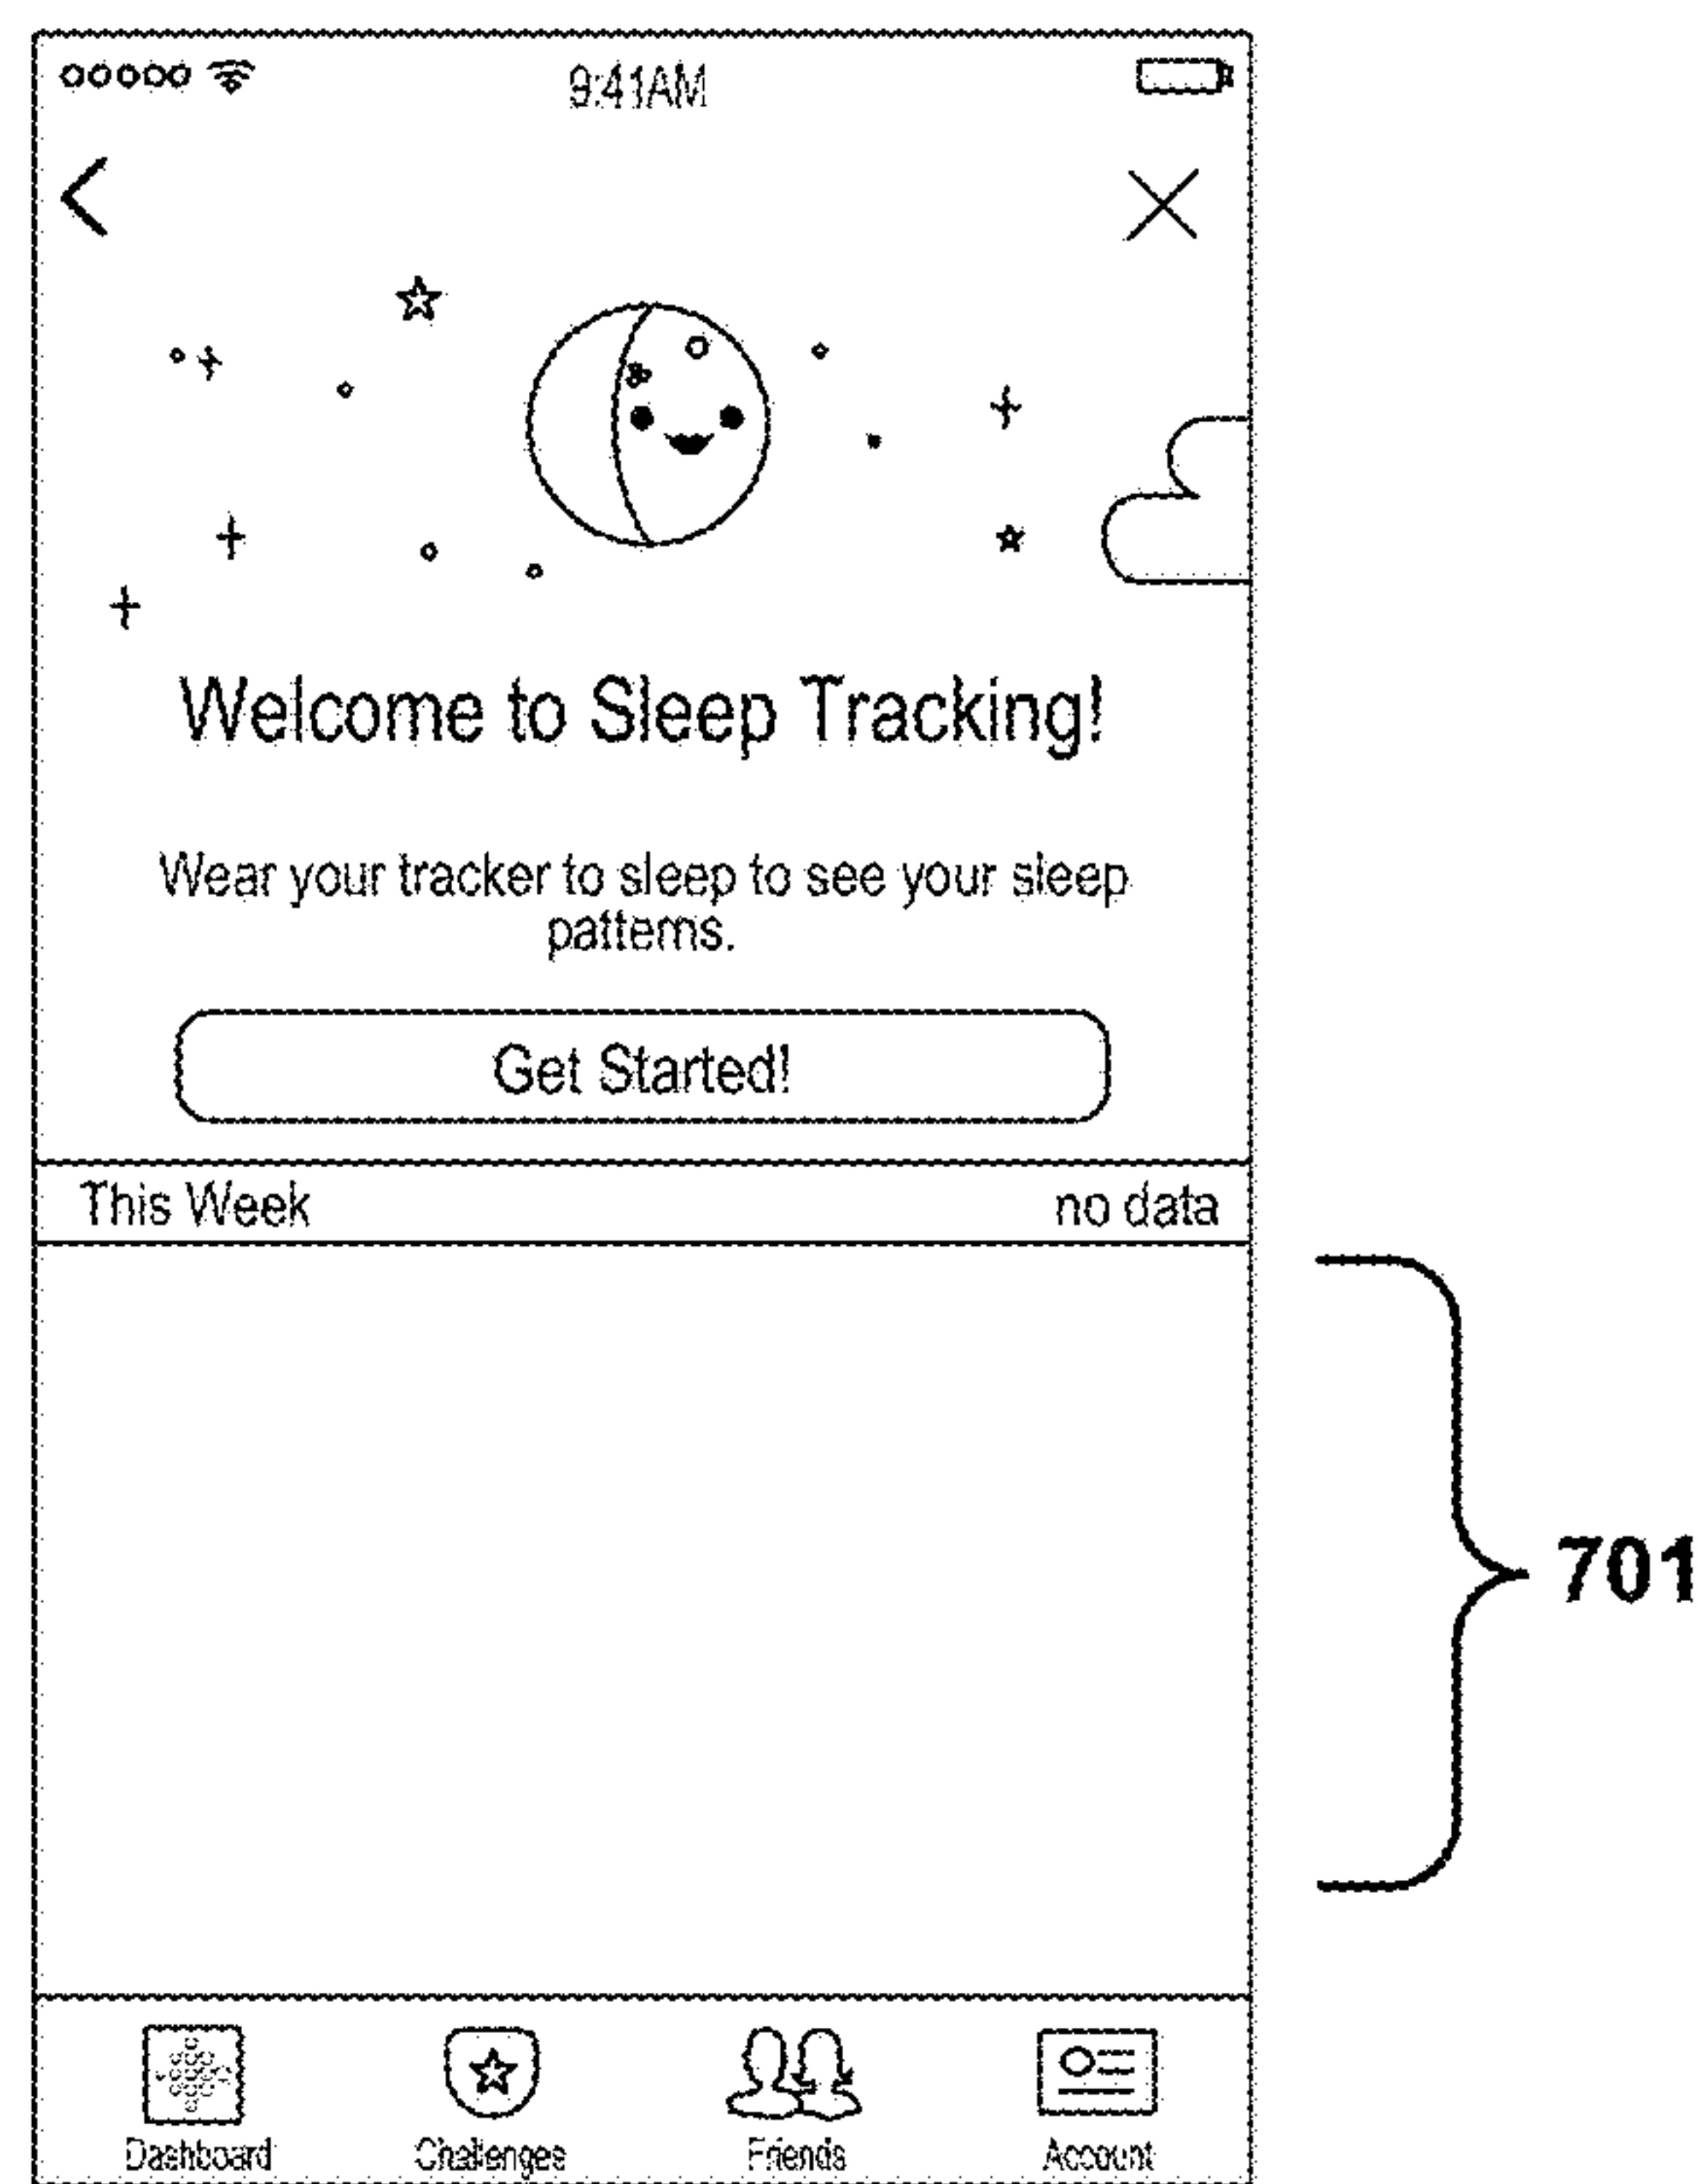 9:41AM
Welcome to Sleep Tracking!
Wear your tracker to sleep to see your sleep
patterns.
Get Started!
This Week no data
701
Dashboard Challenges Friends Account